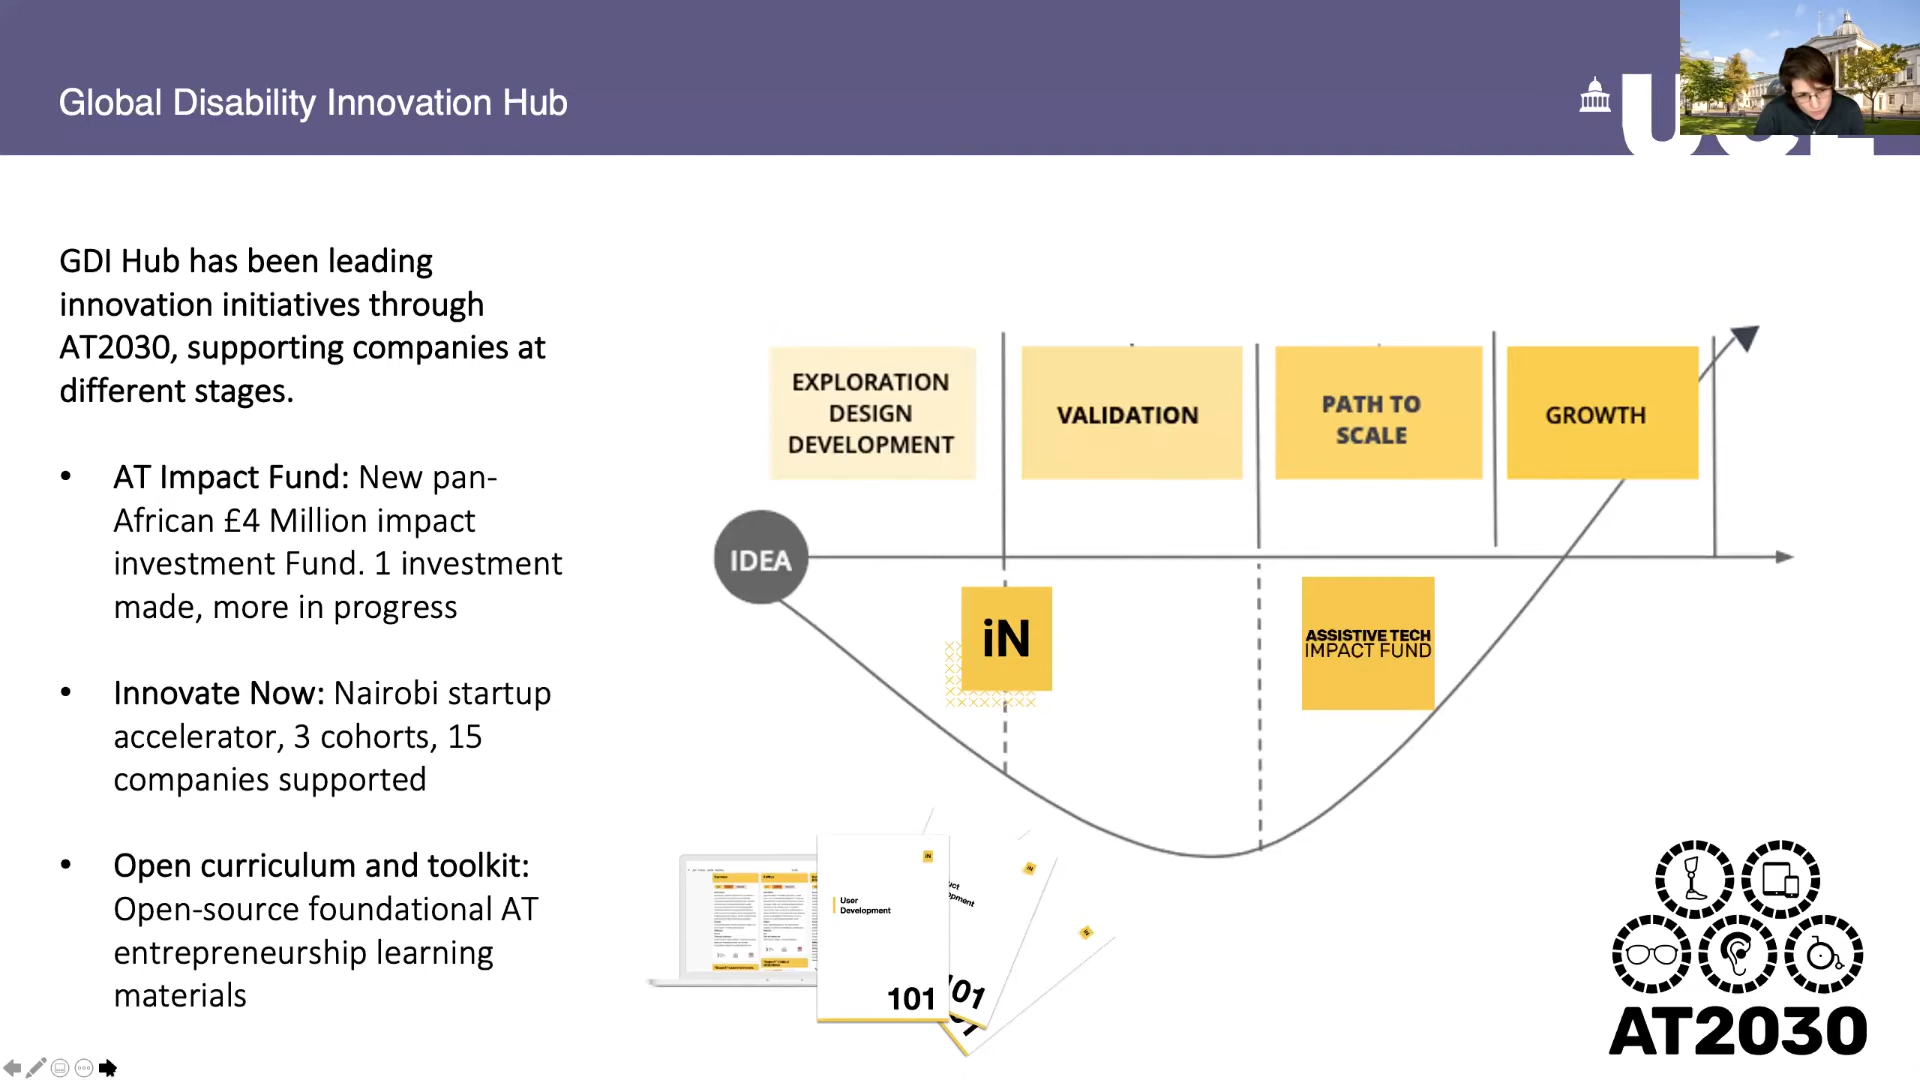 Global Disability Innovation Hub
GDI Hub has been leading
innovation initiatives through
AT2030, supporting companies at
different stages.
• AT Impact Fund: New pan-
African £4 Million impact
investment Fund. 1 investment
made, more in progress
• Innovate Now: Nairobi startup
accelerator, 3 cohorts, 15
companies supported
• Open curriculum and toolkit:
Open-source foundational AT
entrepreneurship learning
materials
EXPLORATION
DESIGN
DEVELOPMENT
VALIDATION
PATH TO
SCALE
GROWTH
IDEA
iN
ASSISTIVE TECH
IMPACT FUND
iN
User
Development
101
iN
101
iN
AT2030